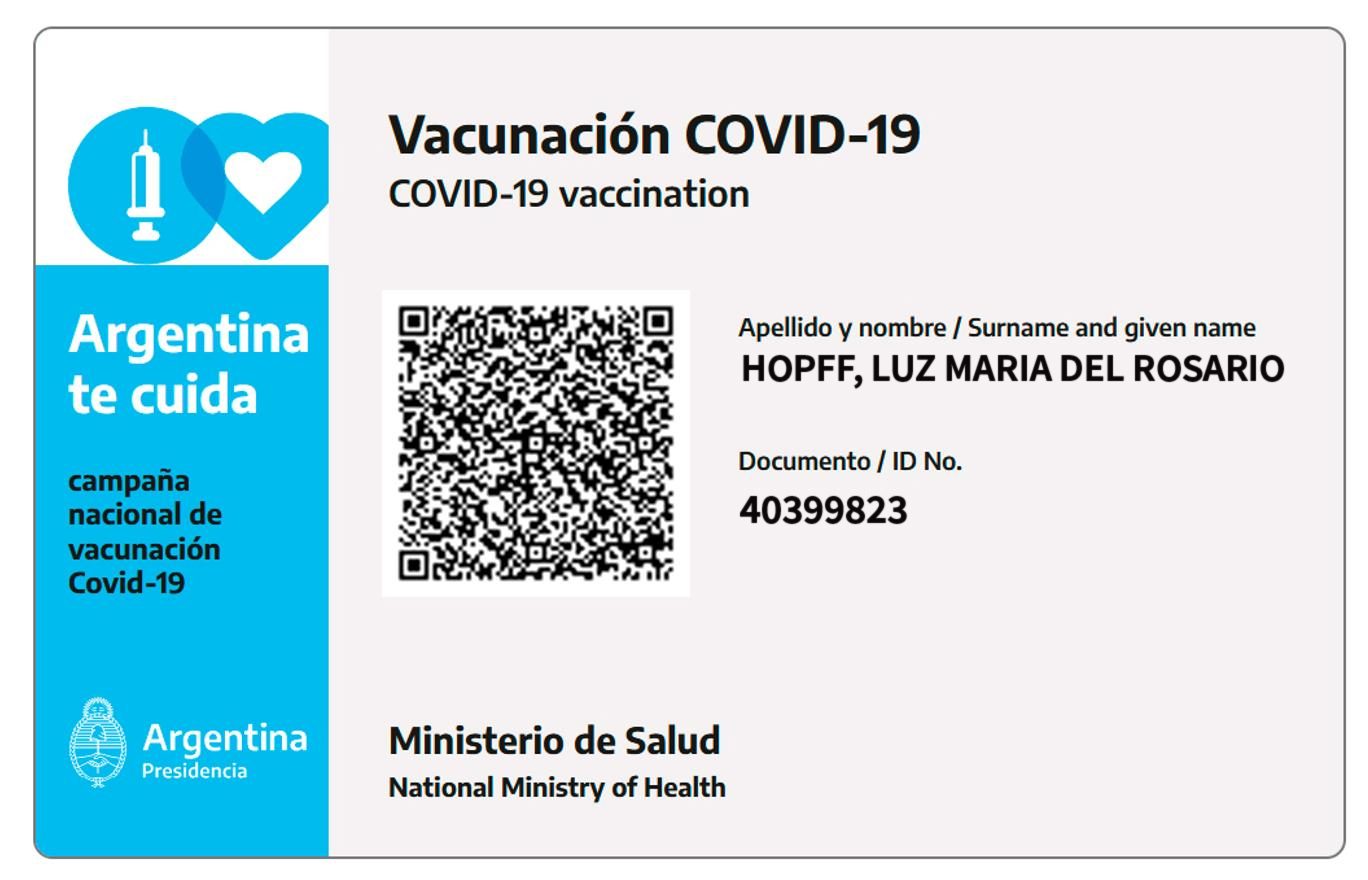 Vacunación COVID-19
COVID-19 vaccination
Argentina
te cuida
campaña
nacional de
vacunación
Covid-19
Argentina
Presidencia
Apellido y nombre / Surname and given name
HOPFF, LUZ MARIA DEL ROSARIO
Documento / ID No.
40399823
Ministerio de Salud
National Ministry of Health